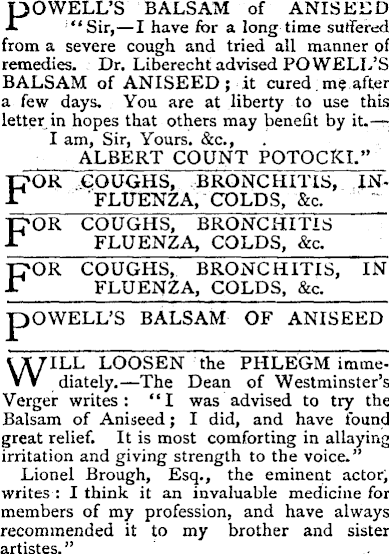 POWELL'S BALSAM of ANISEED
"Sir,—I have for a long time suffered
from a severe cough and tried all manner of
remedies. Dr. Liberecht advised POWELL'S
BALSAM of ANISEED; it cured me after
a few days. You are at liberty to use this
letter in hopes that others may benefit by it.—
I am, Sir, Yours. &c.,
ALBERT COUNT POTOCKI."
FOR COUGHS, BRONCHITIS, IN-
FLUENZA, COLDS, &c.
FOR COUGHS, BRONCHITIS
FLUENZA, COLDS, &c.
FOR COUGHS, BRONCHITIS, IN
FLUENZA, COLDS, &c.
POWELL'S BALSAM OF ANISEED
WILL LOOSEN the PHLEGM imme-
diately.—The Dean of Westminster's
Verger writes: "I was advised to try the
Balsam of Aniseed; I did, and have found
great relief. It is most comforting in allaying
irritation and giving strength to the voice."
Lionel Brough, Esq., the eminent actor,
writes: I think it an invaluable medicine for
members of my profession, and have always
recommended it to my brother and sister
artistes."